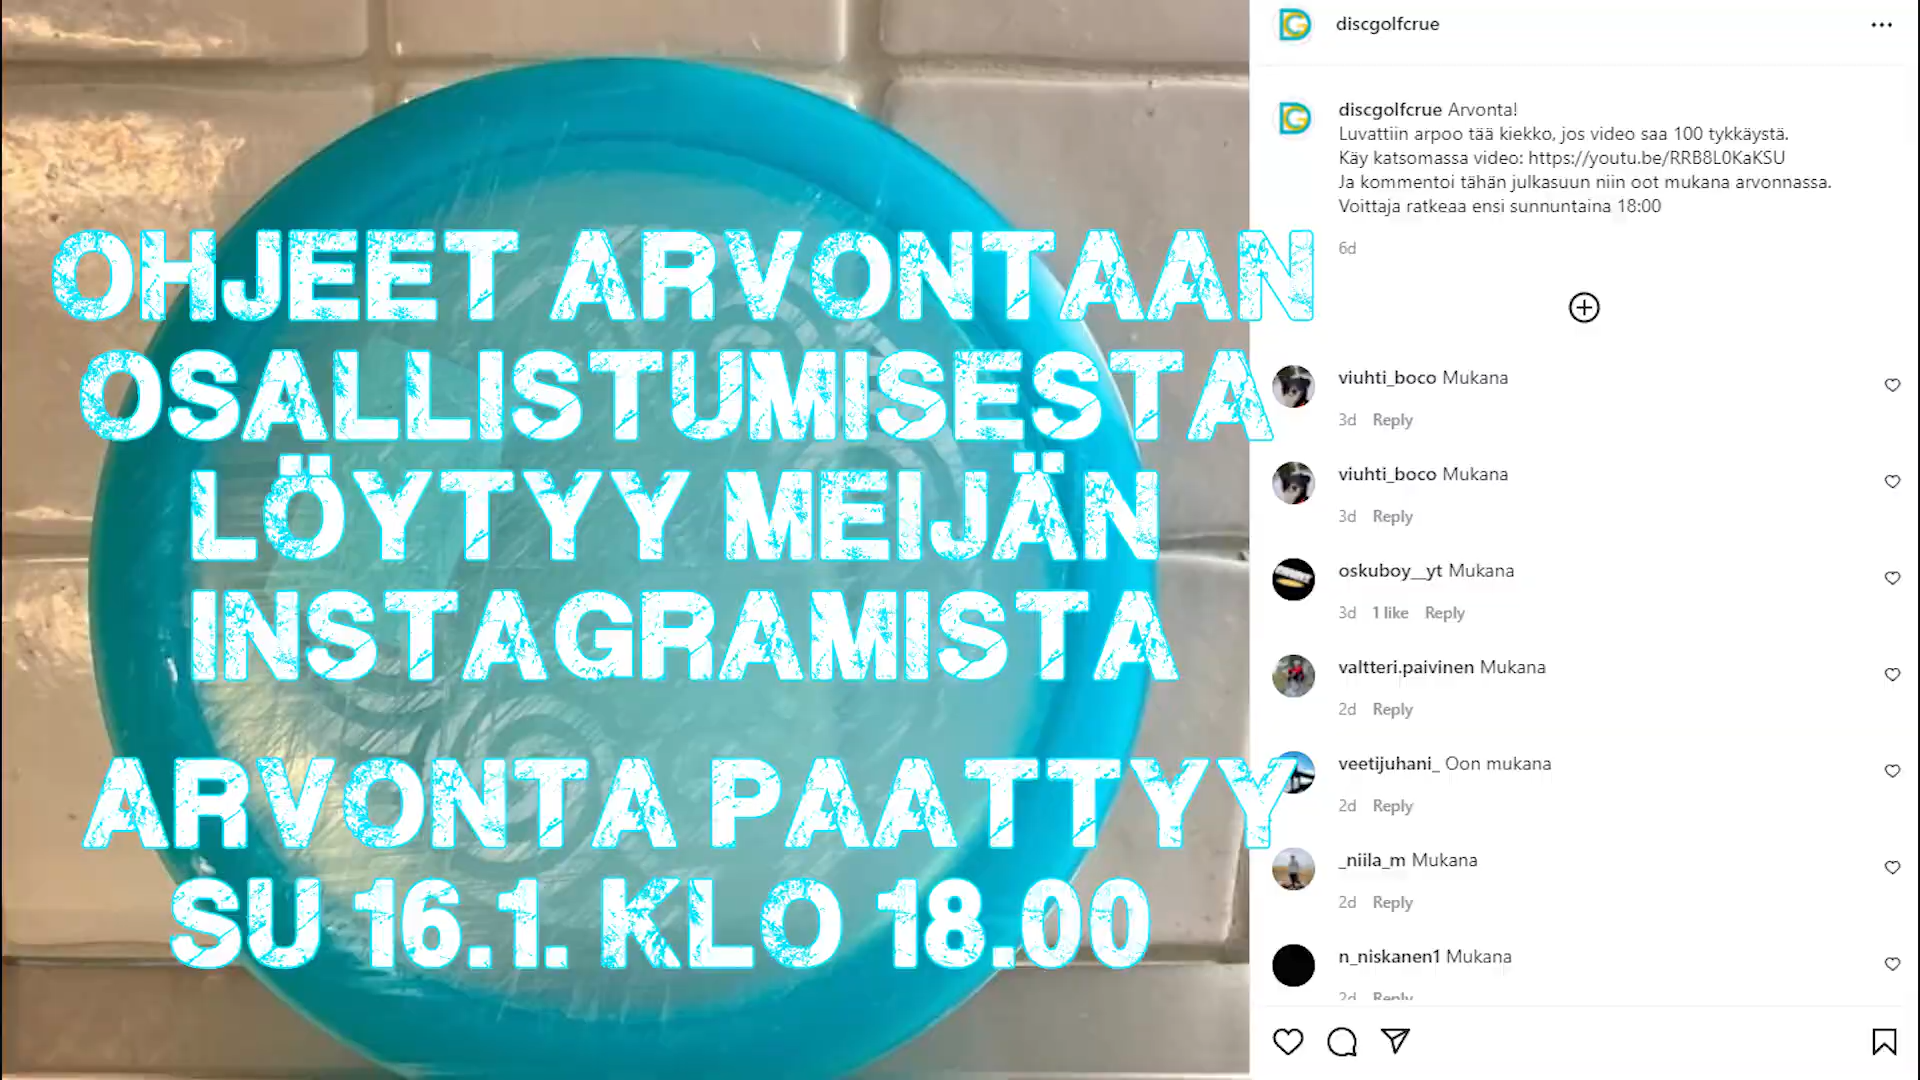 OHJEET ARVONTAAN
OSALLISTUMISESTA
LÖYTYY MEIJÄN
INSTAGRAMISTA
ARVONTA PAATTYY
SU 16.1. KLO 18.00
discgolfcrue
discgolfcrue Arvonta!
Luvattiin arpoo tää kiekko, jos video saa 100 tykkäystä.
Käy katsomassa video: https://youtu.be/RRB8L0KaKSU
Ja kommentoi tähän julkasuun niin oot mukana arvonnassa.
Voittaja ratkeaa ensi sunnuntaina 18:00
6d
viuhti_boco Mukana
3d Reply
viuhti_boco Mukana
3d Reply
oskuboy__yt Mukana
3d 1 like Reply
valtteri.paivinen Mukana
2d Reply
veetijuhani_ Oon mukana
2d Reply
_niila_m Mukana
2d Reply
n_niskanen1 Mukana
2d Reply